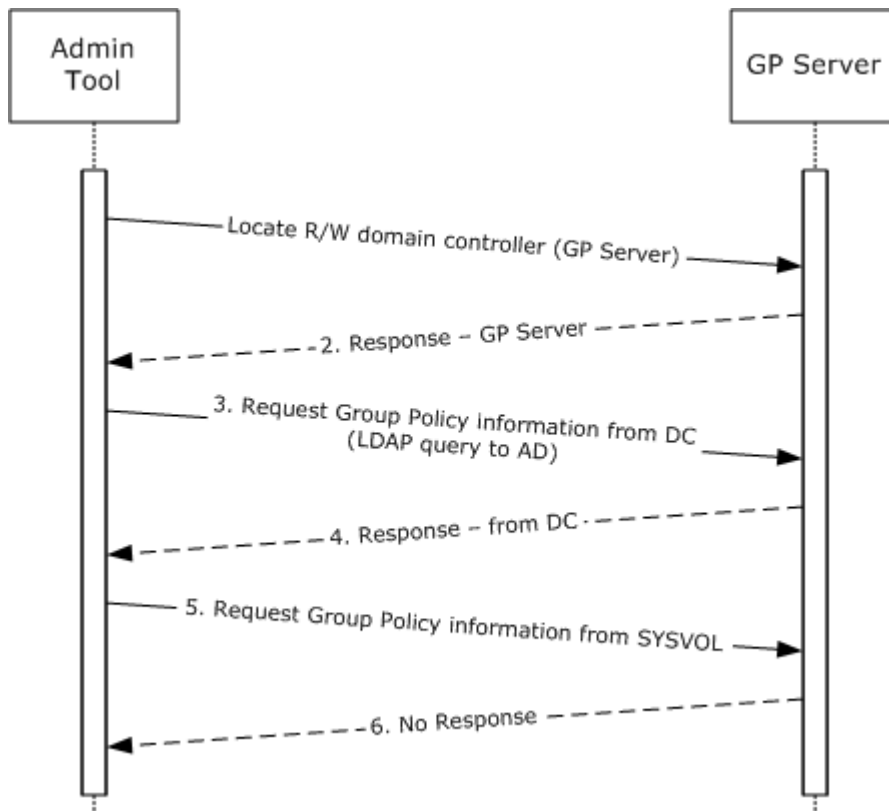 Admin
Tool
GP Server
Locate R/W domain controller (GP Server)
2. Response – GP Server
3. Request Group Policy information from DC
(LDAP query to AD)
4. Response – from DC
5. Request Group Policy information from SYSVOL
6. No Response